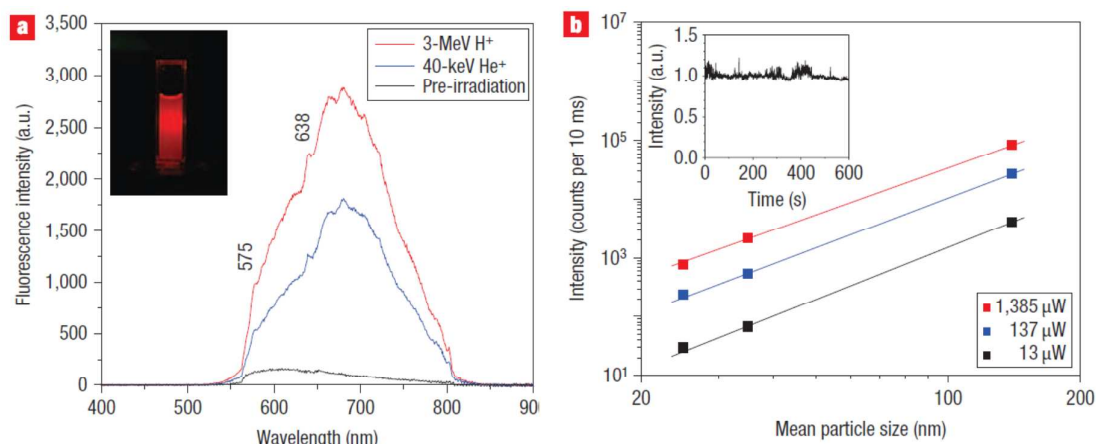 a
3,500
3,000
2,500
2,000
1,500
1,000
500
0
Fluorescence intensity (a.u.)
3-MeV H⁺
40-keV He⁺
Pre-irradiation
575
638
400
500
600
700
800
Wavelength (nm)
b
10⁷
10⁵
10³
10¹
Intensity (counts per 10 ms)
1.5
1.0
0.5
0.0
Intensity (a.u.)
0
200
400
600
Time (s)
1,385 μW
137 μW
13 μW
20
100
200
Mean particle size (nm)